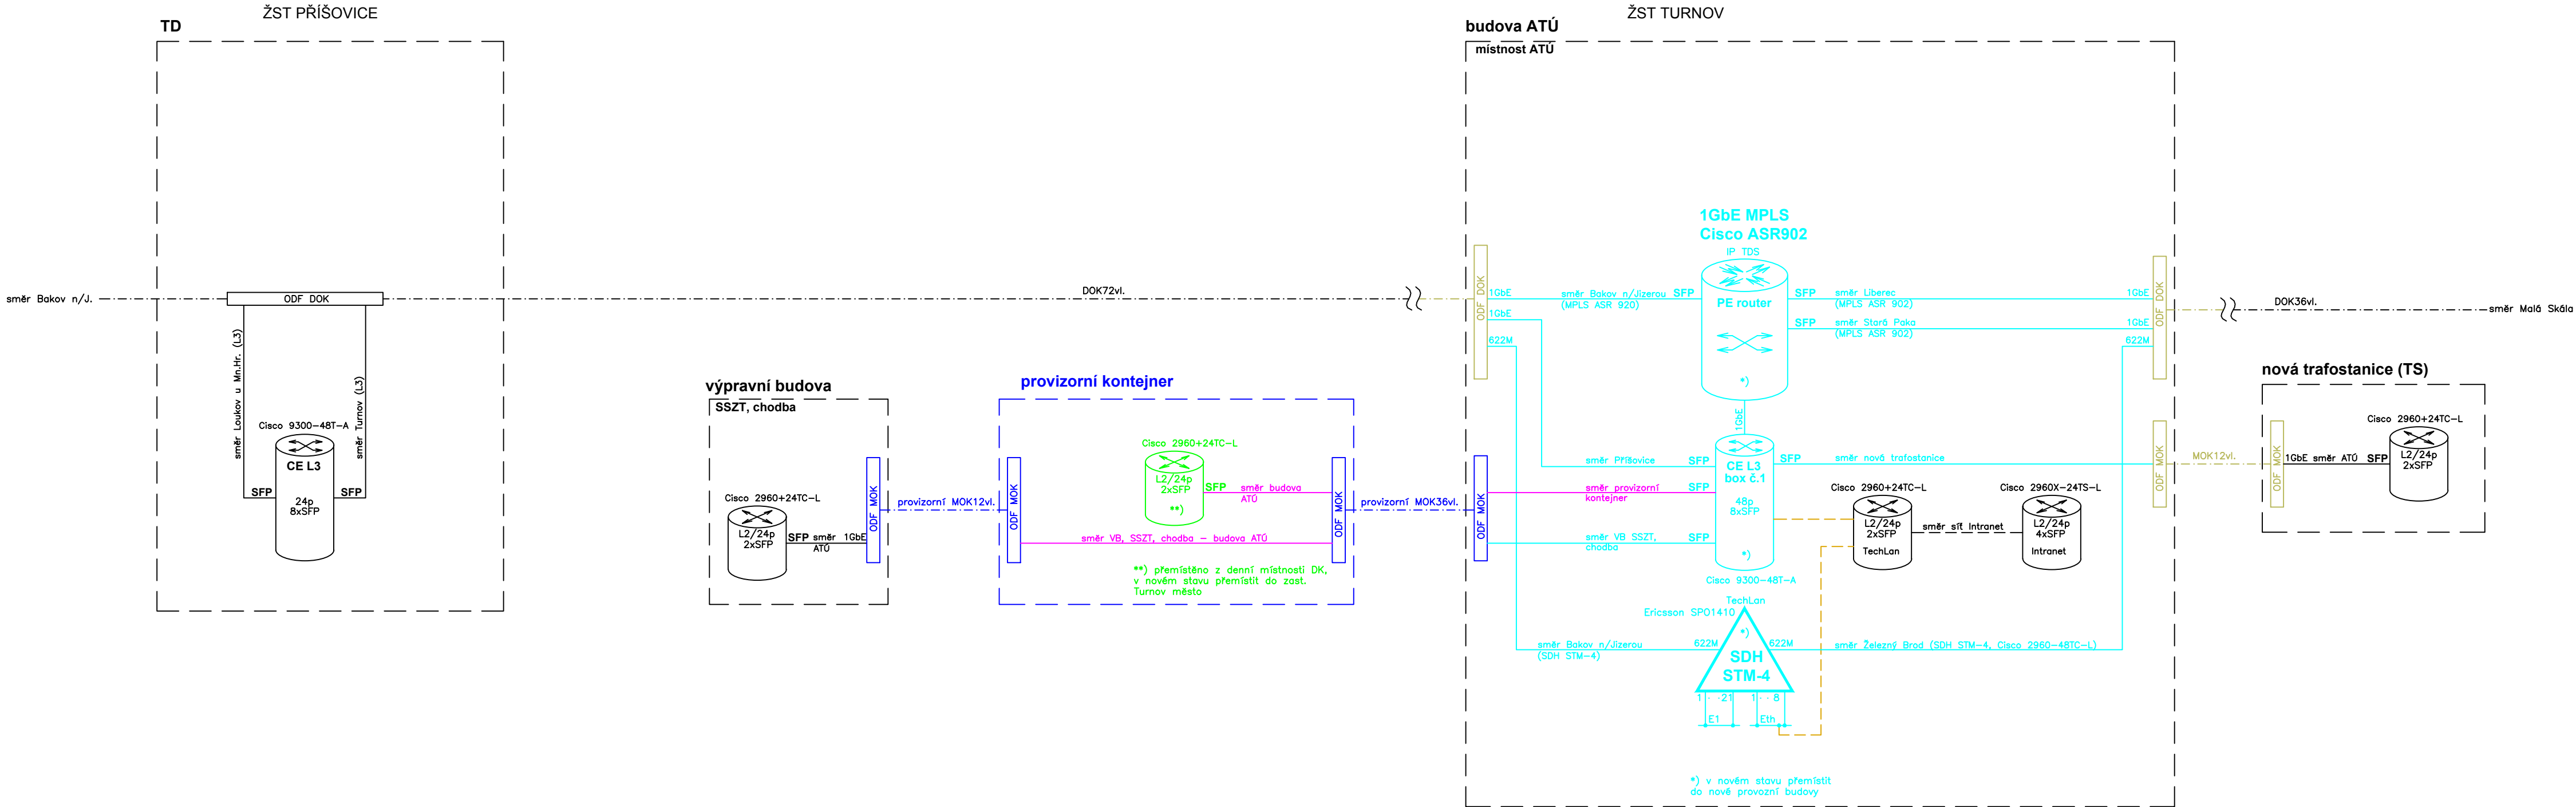 ŽST PŘÍŠOVICE
ŽST TURNOV
TD
budova ATÚ
místnost ATÚ
směr Bakov n/J.
ODF DOK
směr Loukov u Mn.Hr. (L3)
směr Turnov (L3)
Cisco 9300-48T-A
CE L3
SFP
SFP
24p
8xSFP
DOK72vl.
výpravní budova
SSZT, chodba
Cisco 2960+24TC-L
L2/24p
2xSFP
SFP směr 1GbE
ATÚ
ODF MOK
provizorní MOK12vl.
provizorní kontejner
ODF MOK
Cisco 2960+24TC-L
L2/24p
2xSFP
**)
SFP
směr budova
ATÚ
směr VB, SSZT, chodba - budova ATÚ
**) přemístěno z denní místnosti DK,
v novém stavu přemístit do zast.
Turnov město
ODF MOK
provizorní MOK36vl.
ODF DOK
1GbE
1GbE
622M
směr Bakov n/Jizerou
(MPLS ASR 920)
SFP
1GbE MPLS
Cisco ASR902
IP TDS
PE router
*)
SFP
směr Liberec
(MPLS ASR 902)
1GbE
SFP
směr Stará Paka
(MPLS ASR 902)
1GbE
622M
ODF DOK
1GbE
ODF MOK
směr Příšovice
SFP
směr provizorní
kontejner
SFP
směr VB SSZT,
chodba
SFP
CE L3
box č.1
48p
8xSFP
*)
Cisco 9300-48T-A
SFP
směr nová trafostanice
Cisco 2960+24TC-L
L2/24p
2xSFP
TechLan
směr síť Intranet
Cisco 2960X-24TS-L
L2/24p
4xSFP
Intranet
ODF MOK
TechLan
Ericsson SPO1410
*)
směr Bakov n/Jizerou
(SDH STM-4)
622M
622M
SDH
STM-4
směr Železný Brod (SDH STM-4, Cisco 2960-48TC-L)
1 · ·21
1 · · 8
E1
Eth
*) v novém stavu přemístit
do nové provozní budovy
DOK36vl.
směr Malá Skála
MOK12vl.
nová trafostanice (TS)
ODF MOK
1GbE směr ATÚ
SFP
Cisco 2960+24TC-L
L2/24p
2xSFP